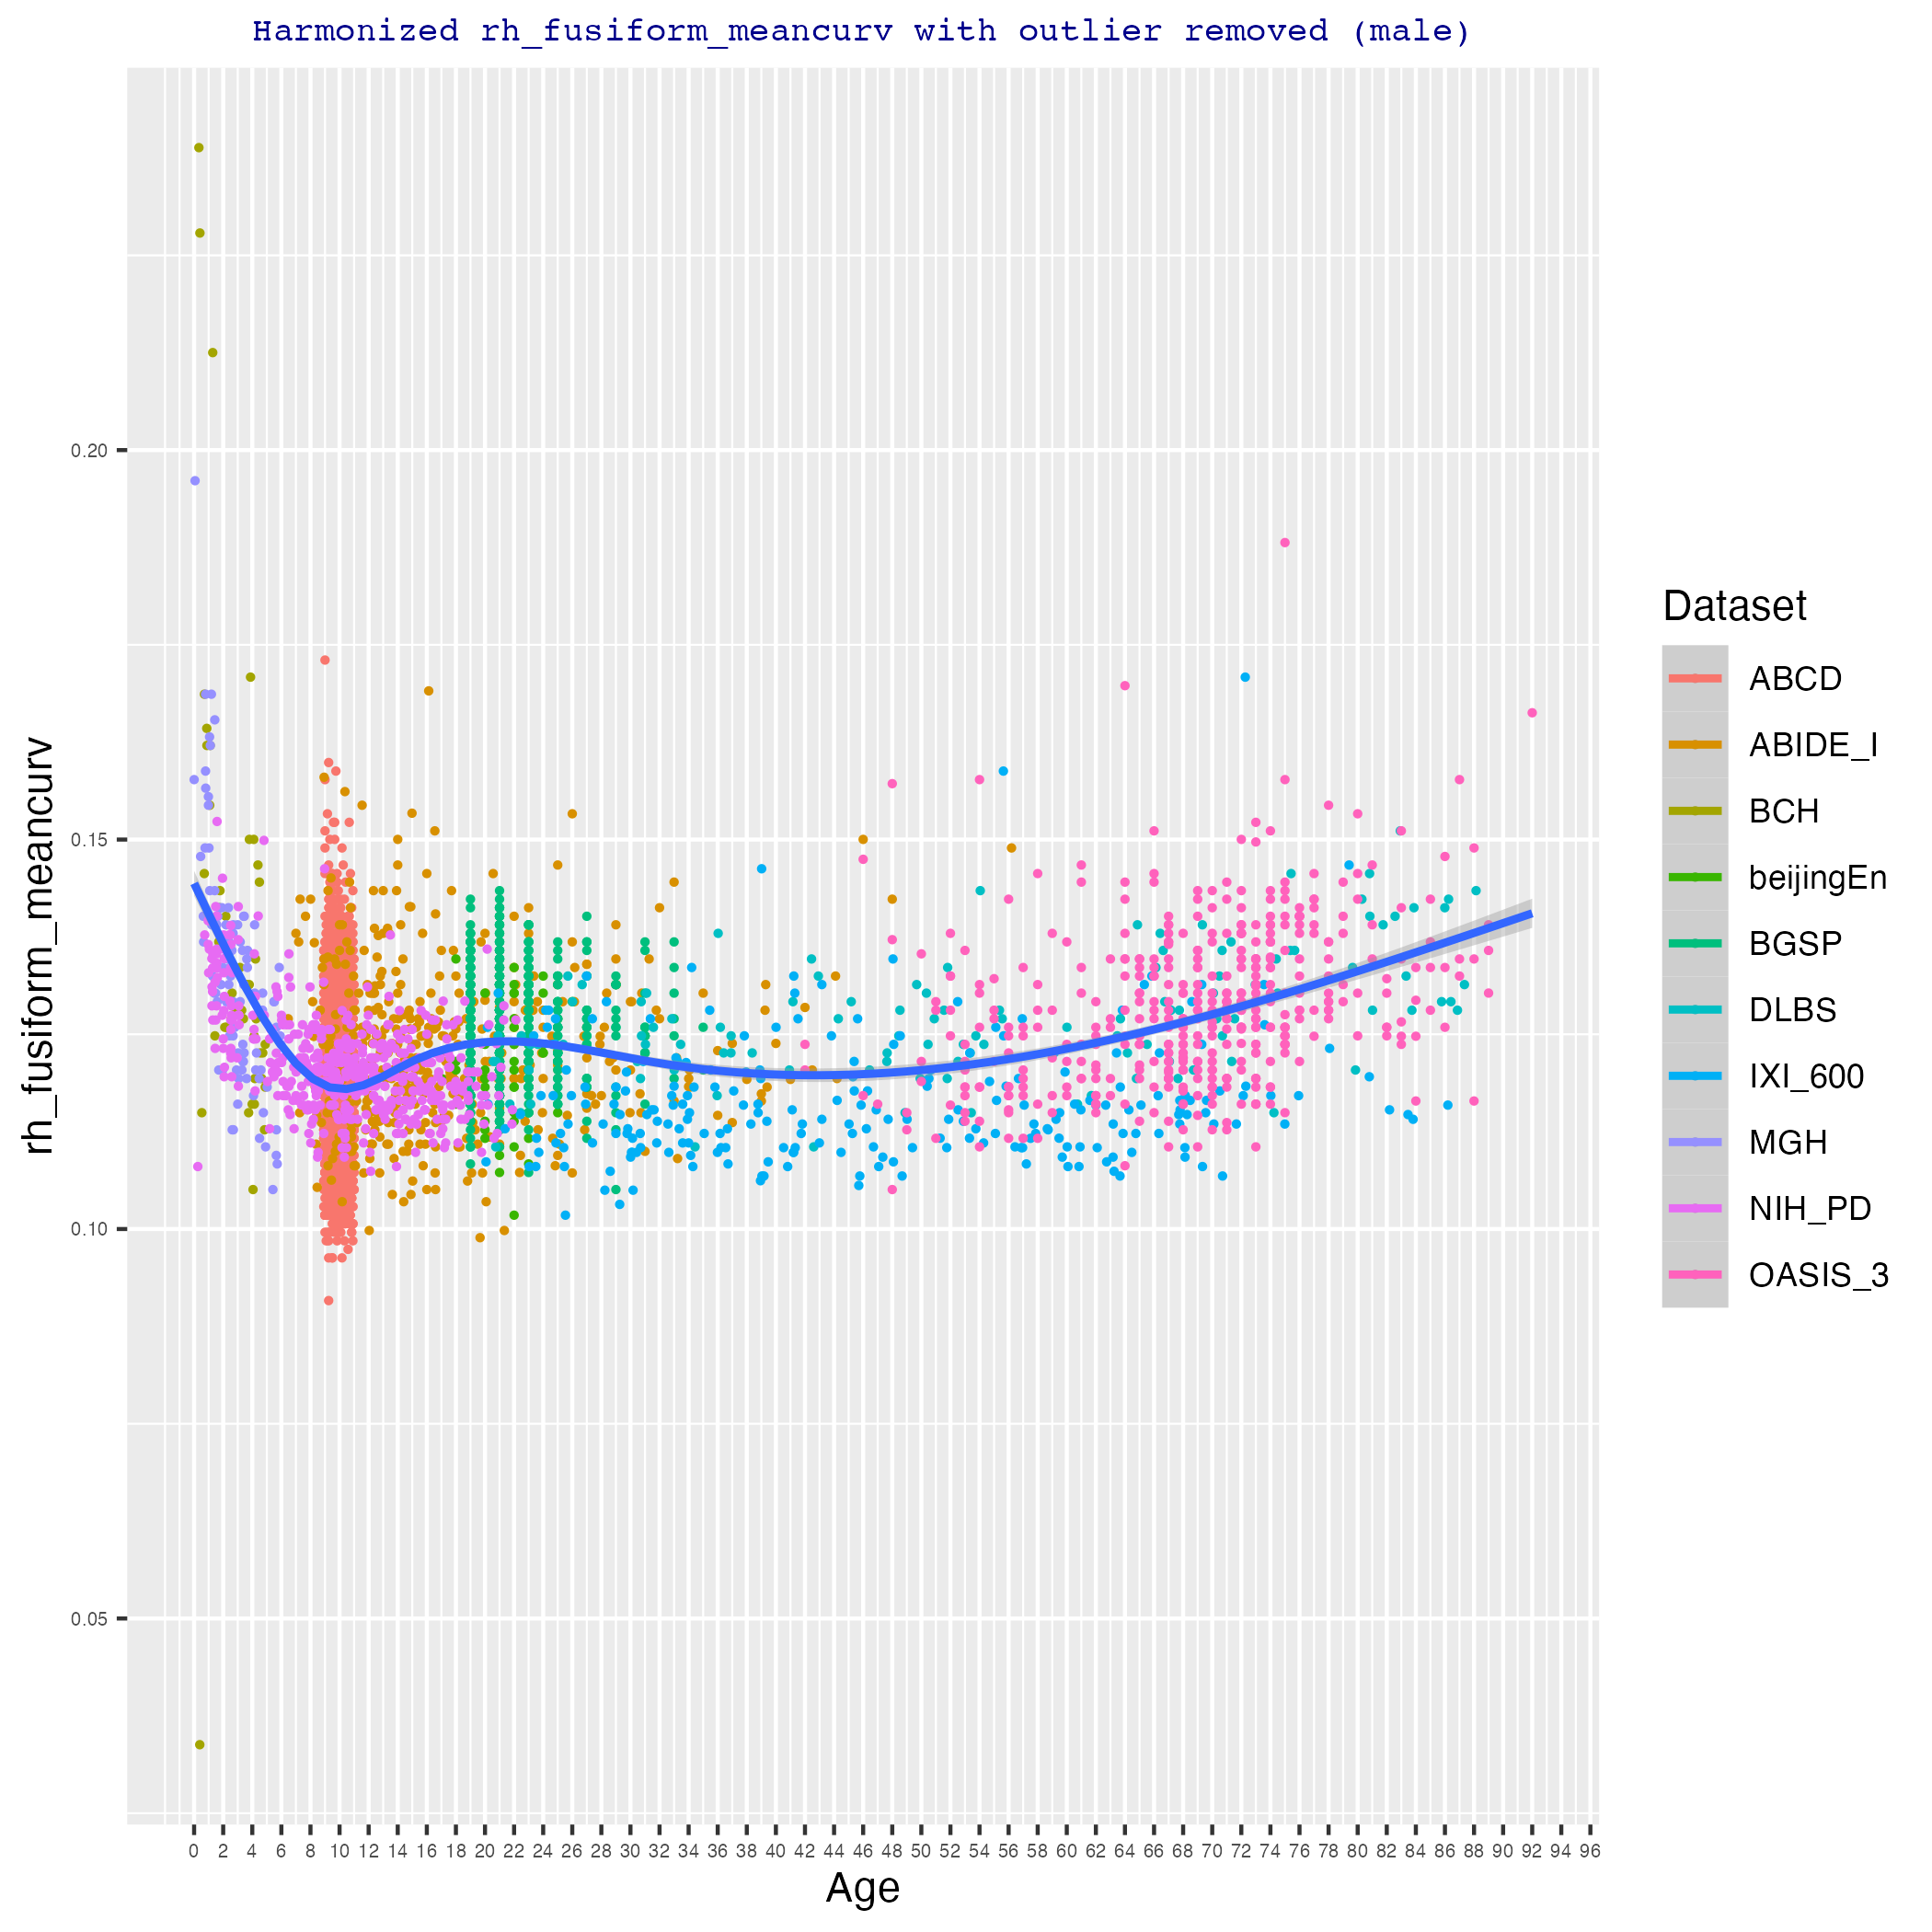 Harmonized rh_fusiform_meancurv with outlier removed (male)
rh_fusiform_meancurv
0.20
0.15
0.10
0.05
0 2 4 6 8 10 12 14 16 18 20 22 24 26 28 30 32 34 36 38 40 42 44 46 48 50 52 54 56 58 60 62 64 66 68 70 72 74 76 78 80 82 84 86 88 90 92 94 96
Age
Dataset
ABCD
ABIDE_I
BCH
beijingEn
BGSP
DLBS
IXI_600
MGH
NIH_PD
OASIS_3